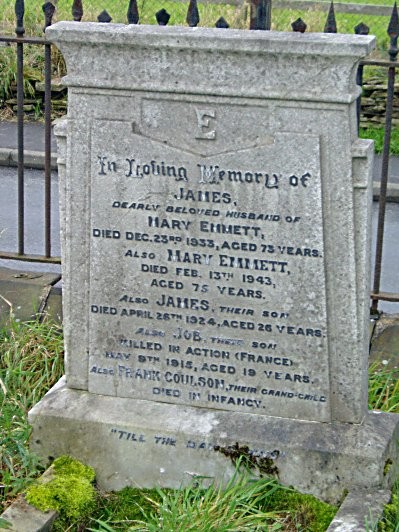 E
In Loving Memory of
JAMES,
DEARLY BELOVED HUSBAND OF
MARY EMMETT,
DIED DEC. 23RD 1933, AGED 73 YEARS.
ALSO MARY EMMETT,
DIED FEB. 13TH 1943,
AGED 75 YEARS.
ALSO JAMES, THEIR SON
DIED APRIL 26TH 1924, AGED 26 YEARS.
ALSO JOB, THEIR SON
KILLED IN ACTION (FRANCE)
MAY 9TH 1915, AGED 19 YEARS.
ALSO FRANK COULSON, THEIR GRAND-CHILD
DIED IN INFANCY.
"TILL THE DAY